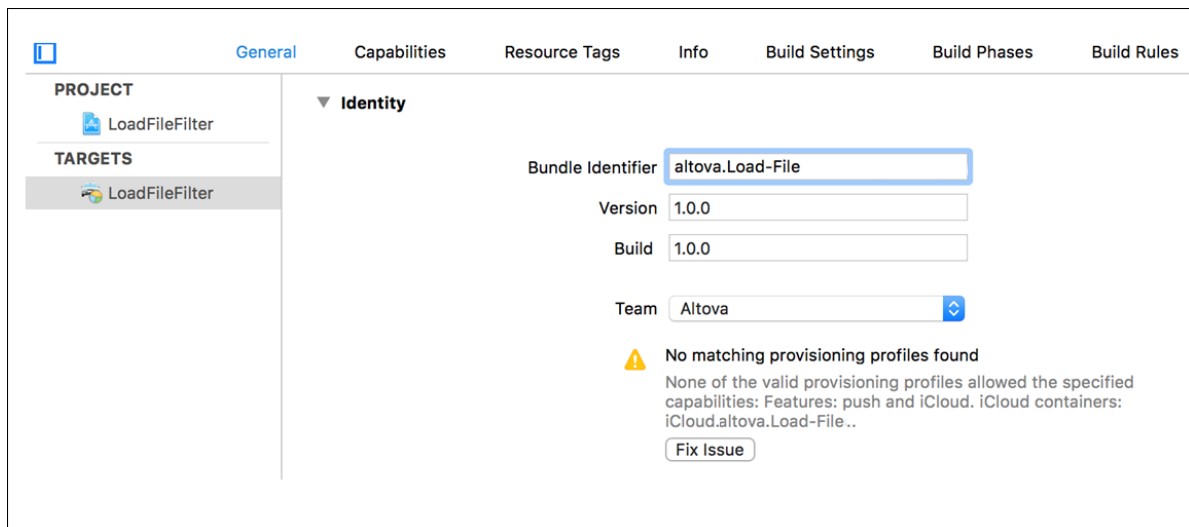 General Capabilities Resource Tags Info Build Settings Build Phases Build Rules
PROJECT
LoadFileFilter
TARGETS
LoadFileFilter
Identity
Bundle Identifier altova.Load-File
Version 1.0.0
Build 1.0.0
Team Altova
No matching provisioning profiles found
None of the valid provisioning profiles allowed the specified
capabilities: Features: push and iCloud. iCloud containers:
iCloud.altova.Load-File..
Fix Issue